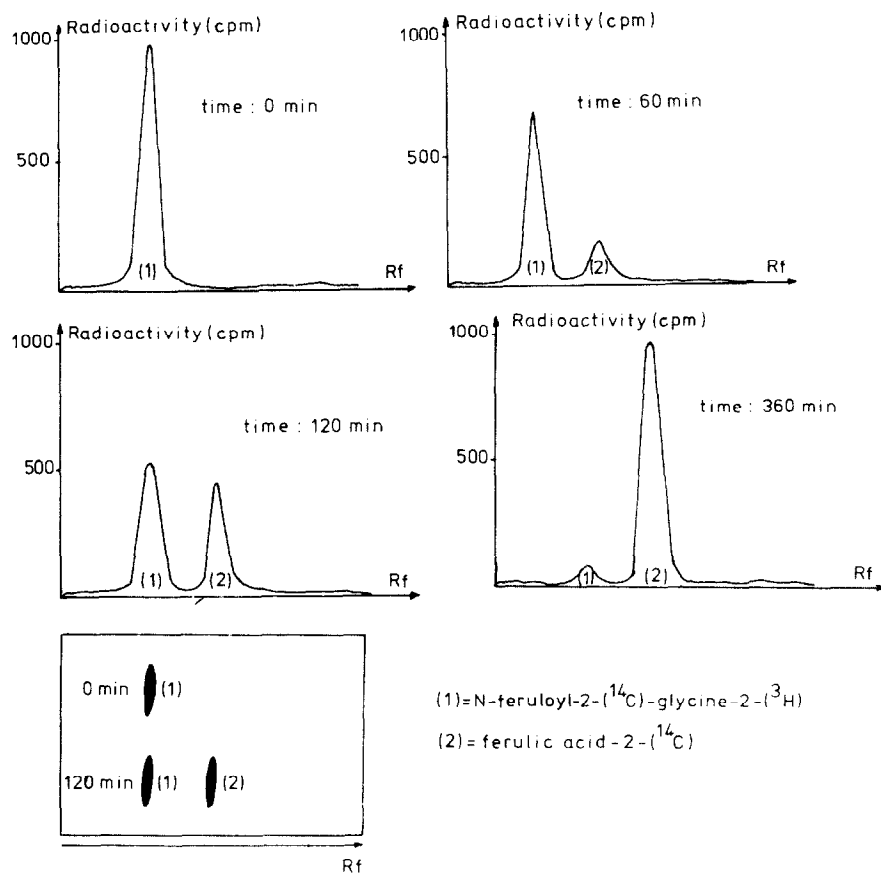 Radioactivity (cpm)
1000
500
time : 0 min
(1)
Rf
Radioactivity (cpm)
1000
500
time : 60 min
(1)
(2)
Rf
Radioactivity (cpm)
1000
500
time : 120 min
(1)
(2)
Rf
Radioactivity (cpm)
1000
500
time : 360 min
(1)
(2)
Rf
0 min (1)
120 min (1) (2)
Rf
(1)=N-feruloyl-2-(¹⁴C)-glycine-2-(³H)
(2)= ferulic acid-2-(¹⁴C)